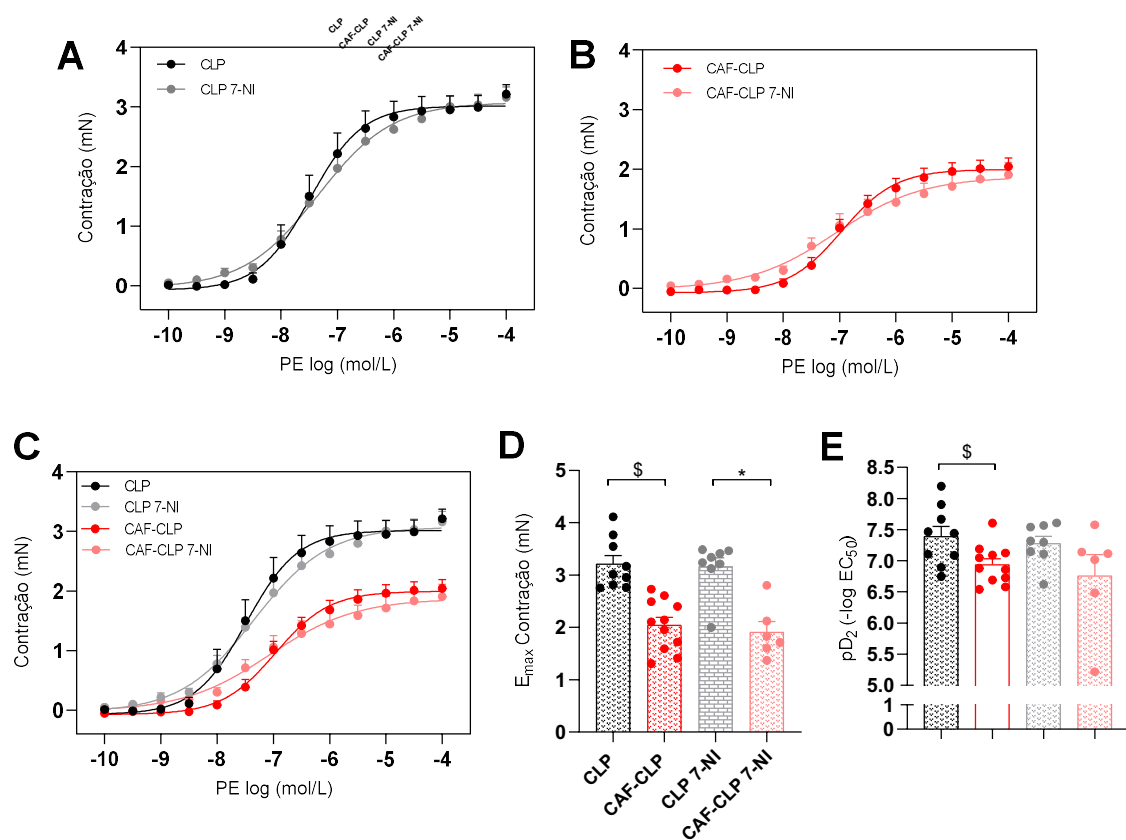 A
CLP
CAF-CLP
CLP 7-NI
CAF-CLP 7-NI
4
3
2
1
0
Contração (mN)
CLP
CLP 7-NI
-10 -9 -8 -7 -6 -5 -4
PE log (mol/L)
B
4
3
2
1
0
Contração (mN)
CAF-CLP
CAF-CLP 7-NI
-10 -9 -8 -7 -6 -5 -4
PE log (mol/L)
C
4
3
2
1
0
Contração (mN)
CLP
CLP 7-NI
CAF-CLP
CAF-CLP 7-NI
-10 -9 -8 -7 -6 -5 -4
PE log (mol/L)
D
5
4
3
2
1
0
Emax Contração (mN)
$
*
CLP
CAF-CLP
CLP 7-NI
CAF-CLP 7-NI
E
8.5
8.0
7.5
7.0
6.5
6.0
5.5
5.0
1
0
pD2 (-log EC50)
$